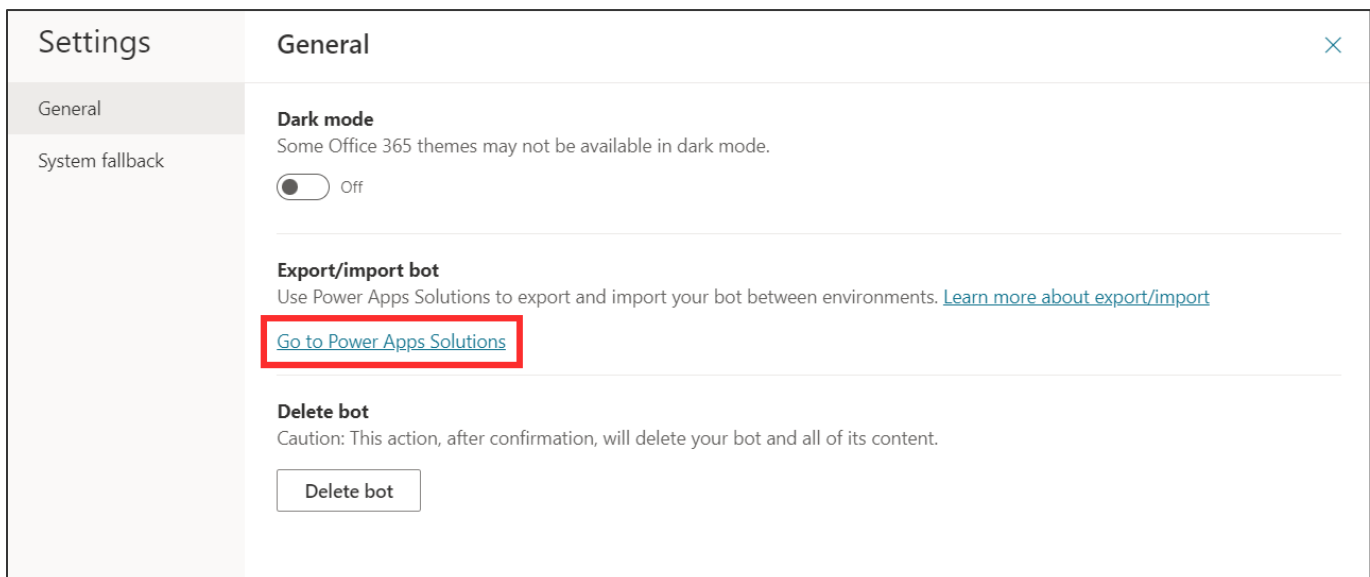 Settings
General
General
System fallback
Dark mode
Some Office 365 themes may not be available in dark mode.
Off
Export/import bot
Use Power Apps Solutions to export and import your bot between environments. Learn more about export/import
Go to Power Apps Solutions
Delete bot
Caution: This action, after confirmation, will delete your bot and all of its content.
Delete bot